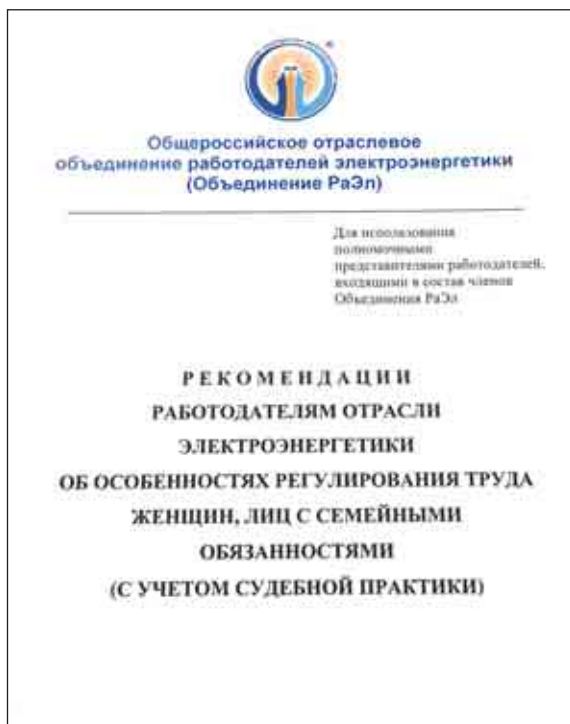 Общероссийское отраслевое
объединение работодателей электроэнергетики
(Объединение РаЭл)
Для использования
полномочными
представителями работодателей,
входящими в состав членов
Объединения РаЭл
Р Е К О М Е Н Д А Ц И И
РАБОТОДАТЕЛЯМ ОТРАСЛИ
ЭЛЕКТРОЭНЕРГЕТИКИ
ОБ ОСОБЕННОСТЯХ РЕГУЛИРОВАНИЯ ТРУДА
ЖЕНЩИН, ЛИЦ С СЕМЕЙНЫМИ
ОБЯЗАННОСТЯМИ
(С УЧЕТОМ СУДЕБНОЙ ПРАКТИКИ)